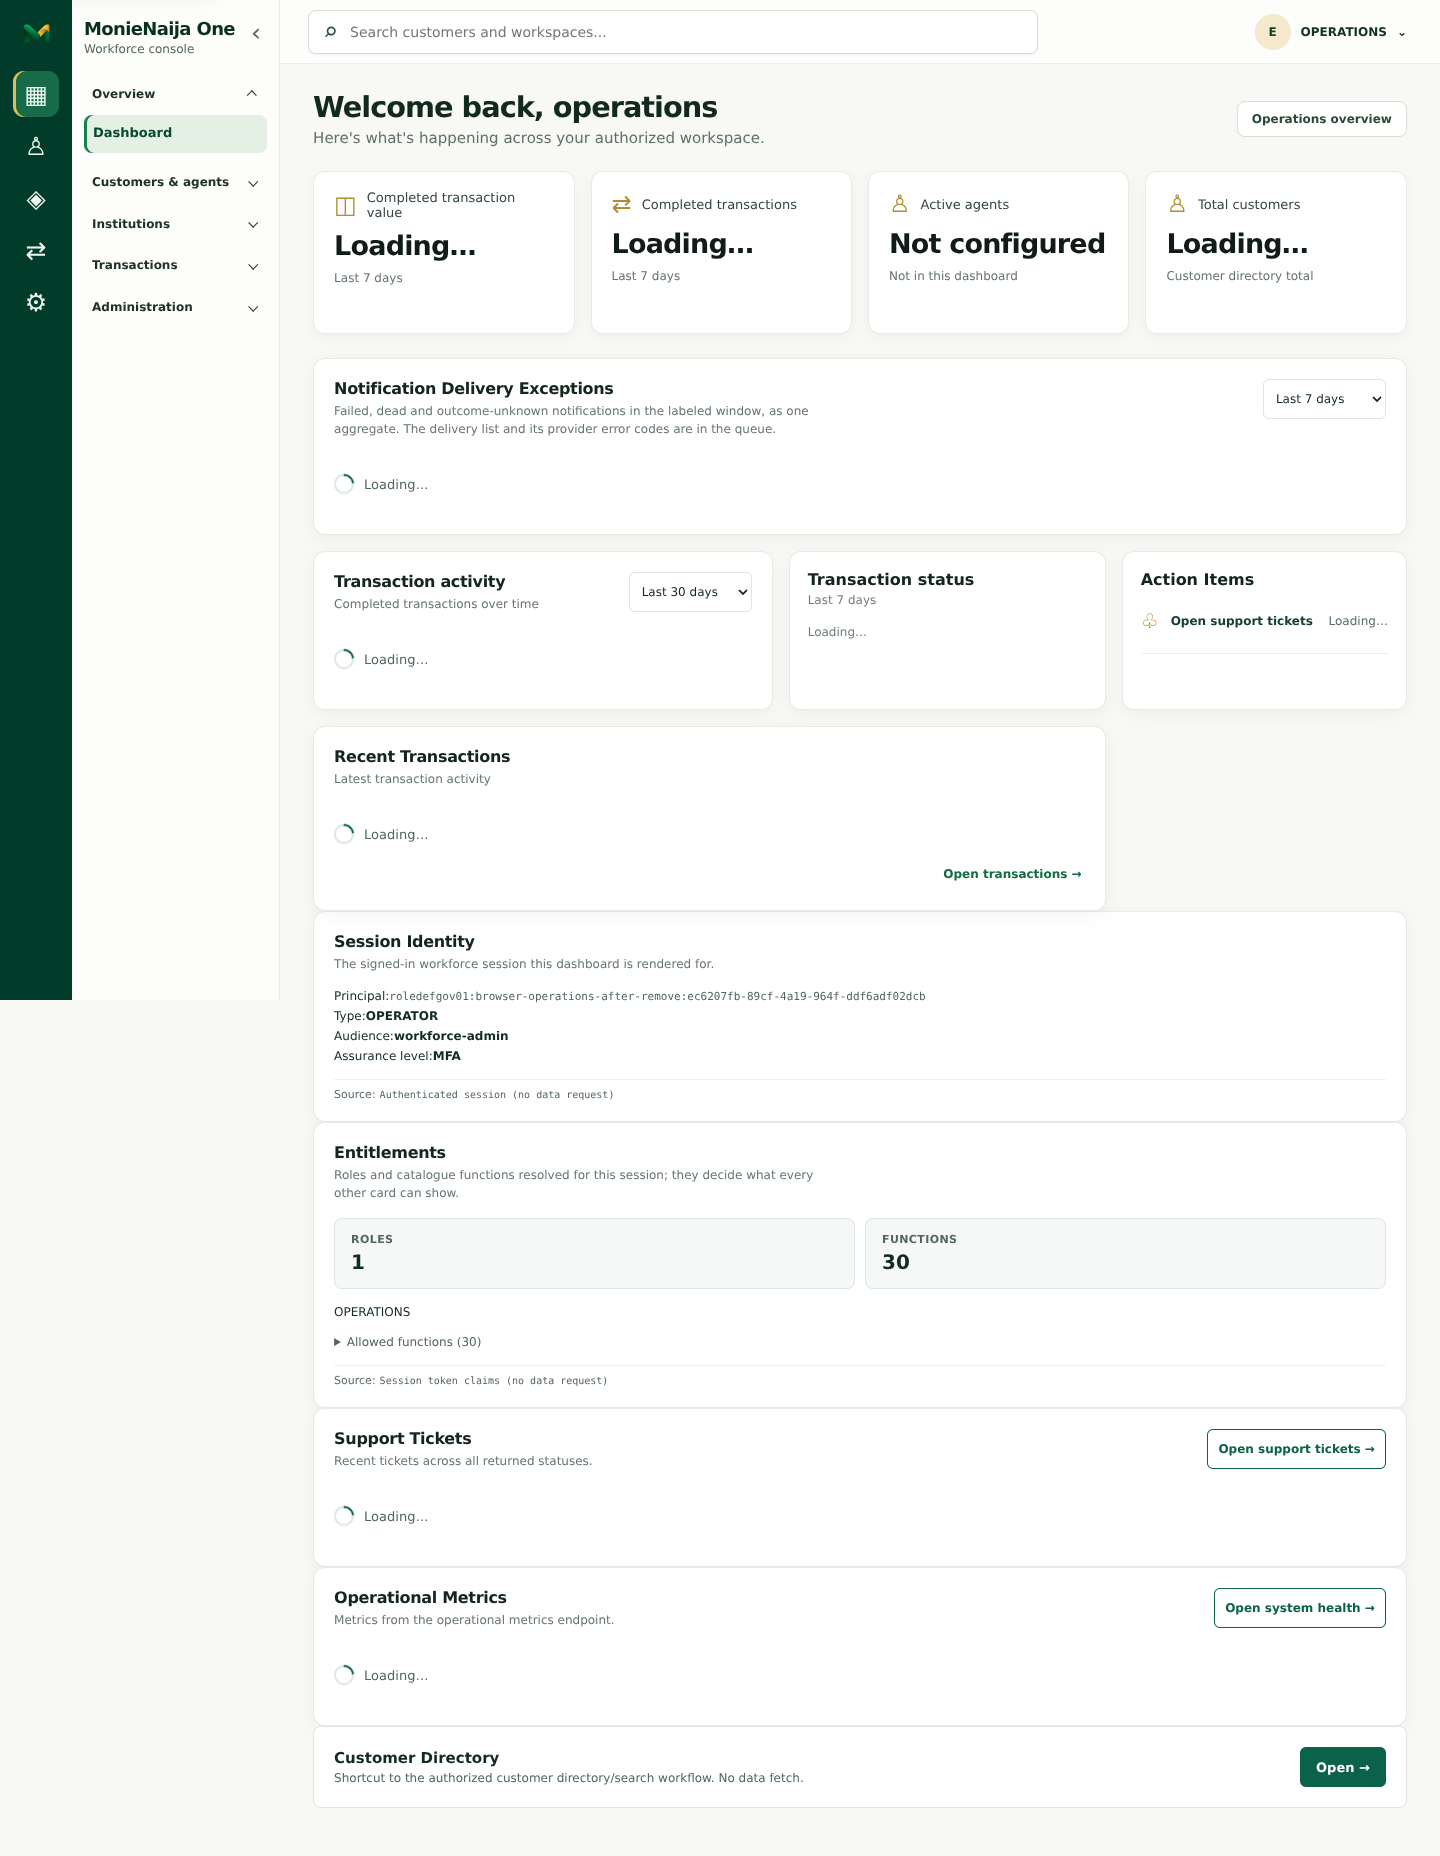 MonieNaija One
Workforce console
Overview
Dashboard
Customers & agents
Institutions
Transactions
Administration
Search customers and workspaces...
E
OPERATIONS
Welcome back, operations
Here's what's happening across your authorized workspace.
Operations overview
Completed transaction
value
Loading...
Last 7 days
Completed transactions
Loading...
Last 7 days
Active agents
Not configured
Not in this dashboard
Total customers
Loading...
Customer directory total
Notification Delivery Exceptions
Failed, dead and outcome-unknown notifications in the labeled window, as one
aggregate. The delivery list and its provider error codes are in the queue.
Last 7 days
Loading...
Transaction activity
Completed transactions over time
Last 30 days
Loading...
Transaction status
Last 7 days
Loading...
Action Items
Open support tickets Loading...
Recent Transactions
Latest transaction activity
Loading...
Open transactions →
Session Identity
The signed-in workforce session this dashboard is rendered for.
Principal:roledefgov01:browser-operations-after-remove:ec6207fb-89cf-4a19-964f-ddf6adf02dcb
Type:OPERATOR
Audience:workforce-admin
Assurance level:MFA
Source: Authenticated session (no data request)
Entitlements
Roles and catalogue functions resolved for this session; they decide what every
other card can show.
ROLES
1
FUNCTIONS
30
OPERATIONS
Allowed functions (30)
Source: Session token claims (no data request)
Support Tickets
Recent tickets across all returned statuses.
Open support tickets →
Loading...
Operational Metrics
Metrics from the operational metrics endpoint.
Open system health →
Loading...
Customer Directory
Shortcut to the authorized customer directory/search workflow. No data fetch.
Open →